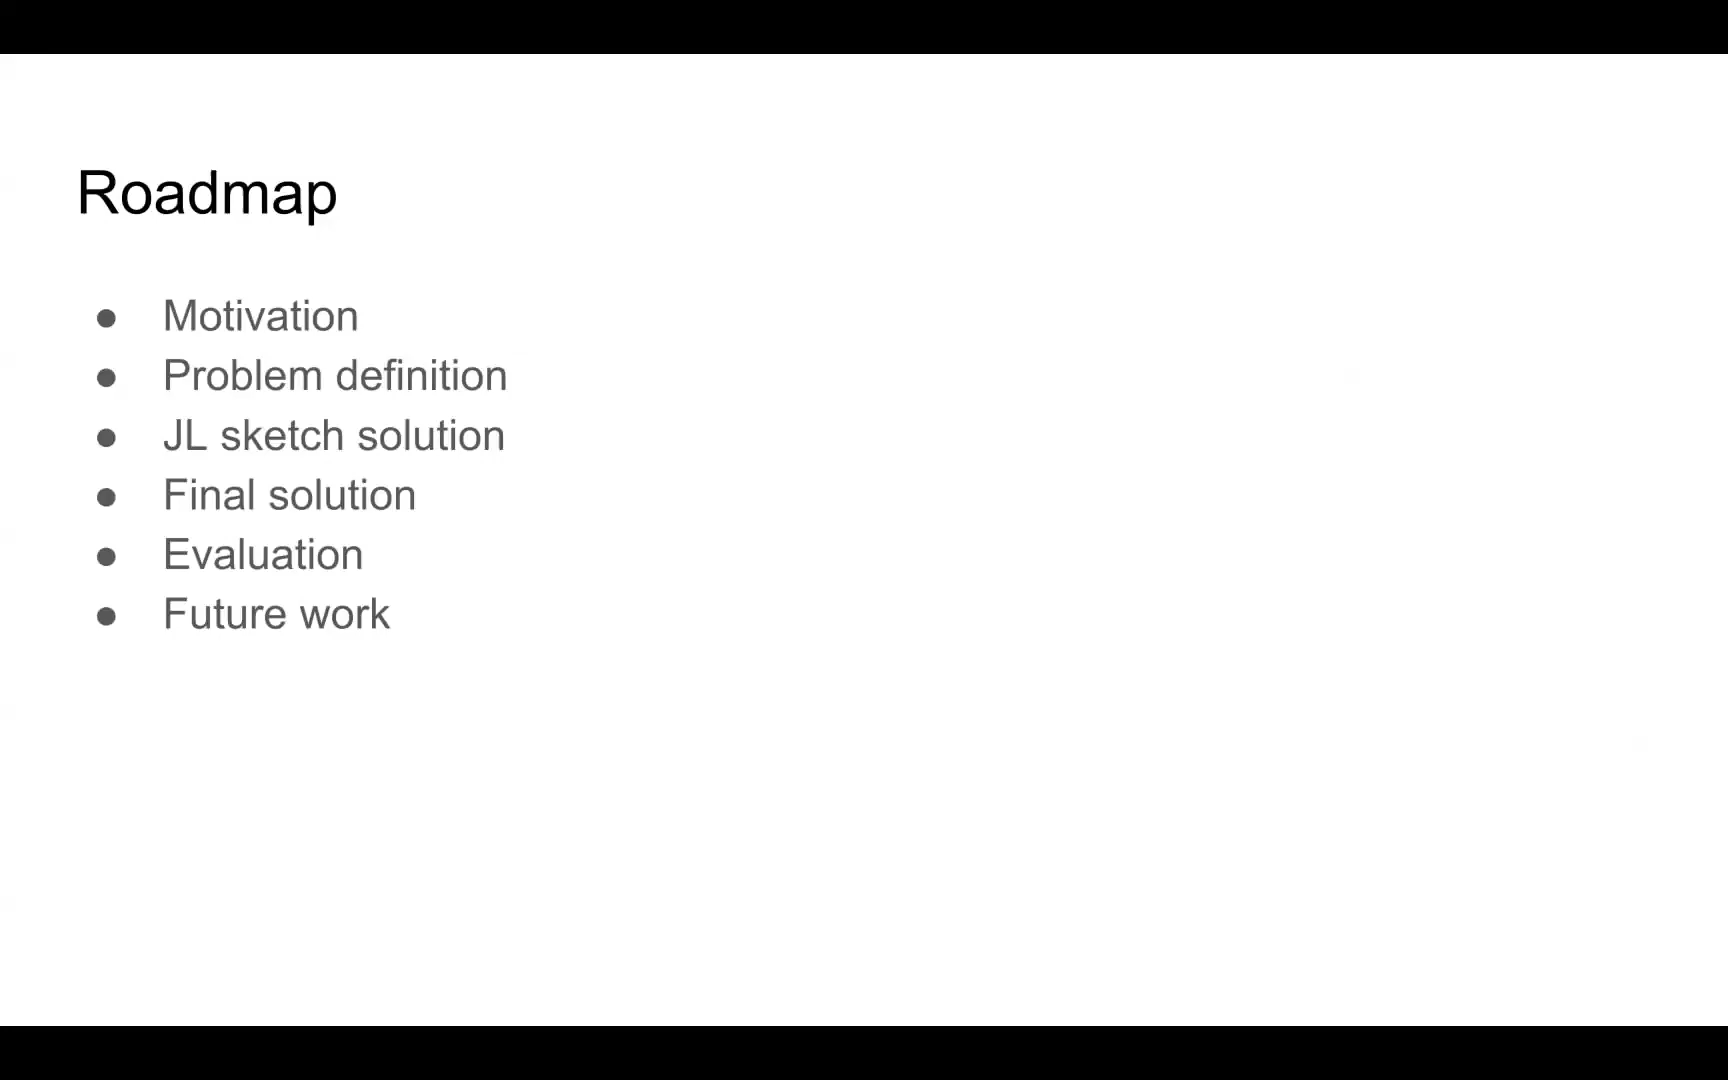 Roadmap
● Motivation
● Problem definition
● JL sketch solution
● Final solution
● Evaluation
● Future work